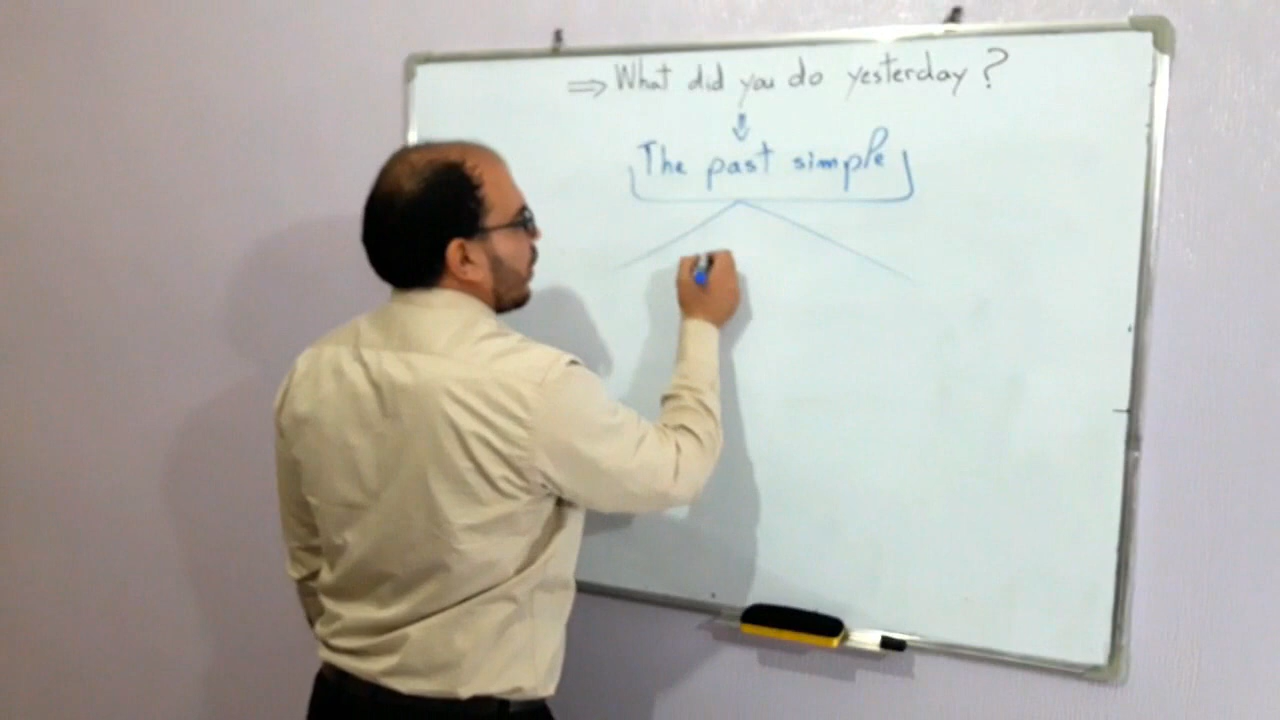 ⇒ What did you do yesterday ?
The past simple